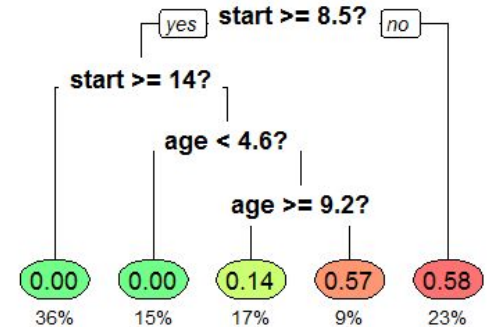 yes start >= 8.5? no
start >= 14?
age < 4.6?
age >= 9.2?
0.00 0.00 0.14 0.57 0.58
36% 15% 17% 9% 23%